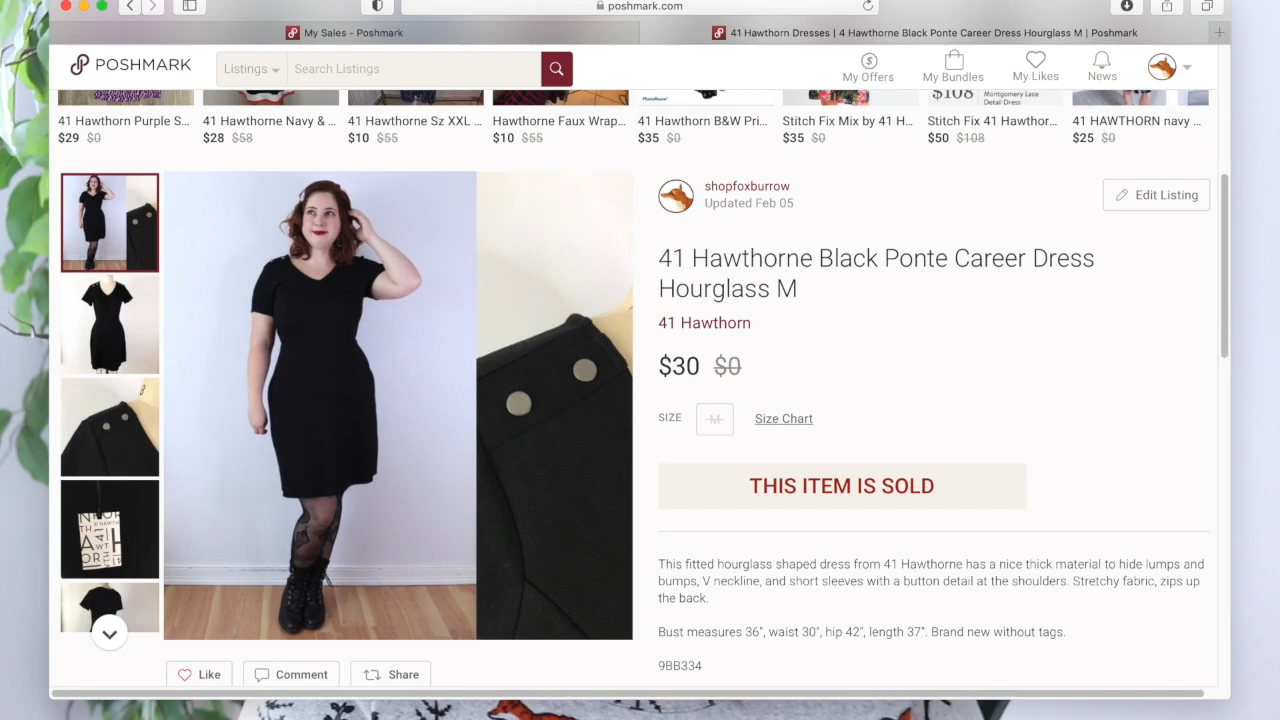 poshmark.com
My Sales - Poshmark
41 Hawthorn Dresses | 4 Hawthorne Black Ponte Career Dress Hourglass M | Poshmark
POSHMARK
Listings
Search Listings
My Offers
My Bundles
My Likes
News
PhotoRoom
$108
Montgomery Lace
Detail Dress
41 Hawthorn Purple S...
41 Hawthorne Navy & ...
41 Hawthorne Sz XXL ...
Hawthorne Faux Wrap...
41 Hawthorn B&W Pri...
Stitch Fix Mix by 41 H...
Stitch Fix 41 Hawthor...
41 HAWTHORN navy ...
$29 $0
$28 $58
$10 $55
$10 $55
$35 $0
$35 $0
$50 $108
$25 $0
shopfoxburrow
Updated Feb 05
Edit Listing
41 Hawthorne Black Ponte Career Dress
Hourglass M
41 Hawthorn
$30 $0
SIZE
M
Size Chart
THIS ITEM IS SOLD
This fitted hourglass shaped dress from 41 Hawthorne has a nice thick material to hide lumps and
bumps, V neckline, and short sleeves with a button detail at the shoulders. Stretchy fabric, zips up
the back.
Bust measures 36", waist 30", hip 42", length 37". Brand new without tags.
9BB334
Like
Comment
Share